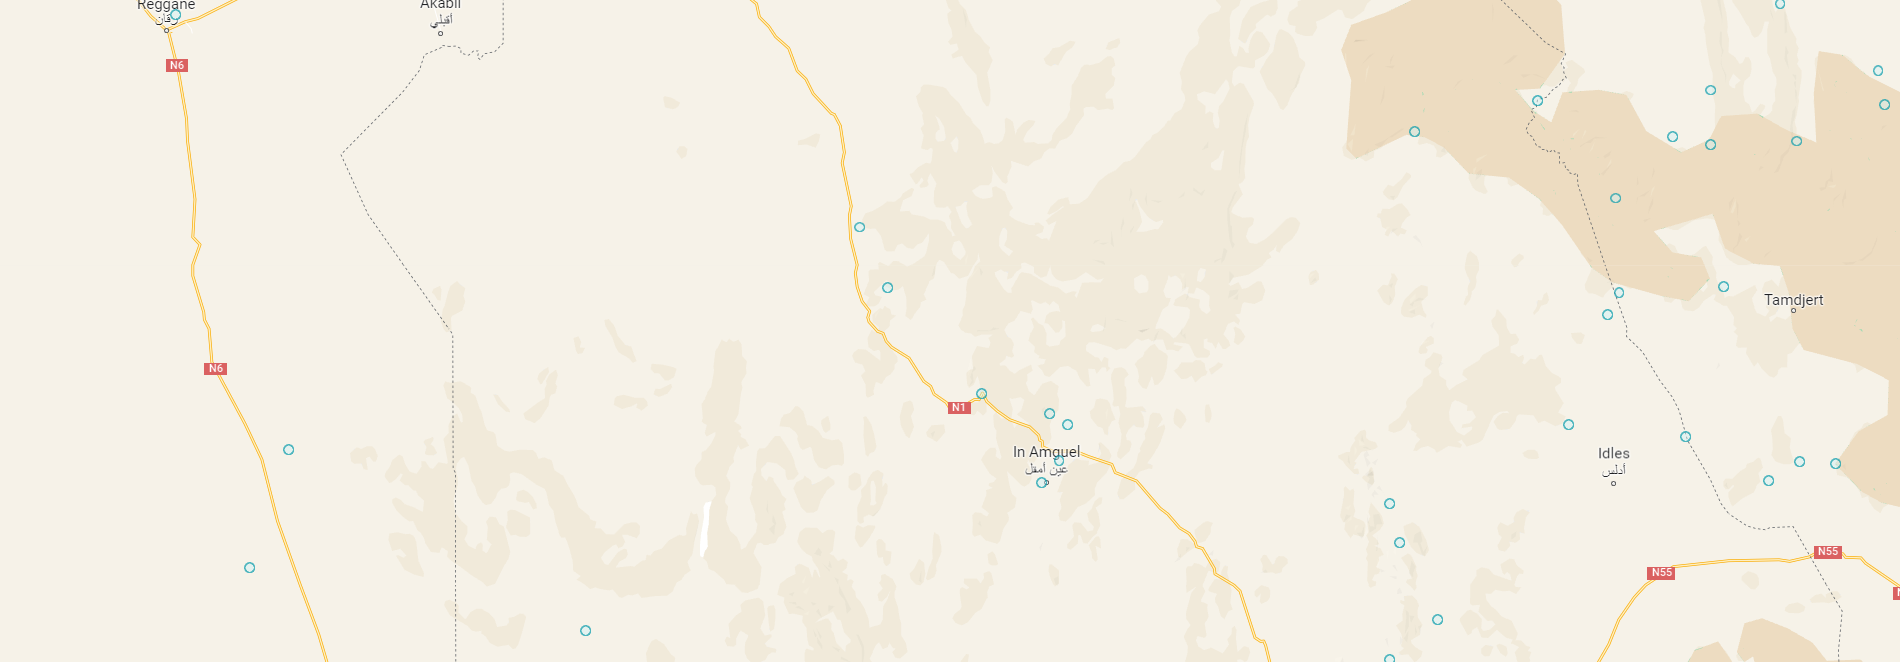 Reggane
رقان
Akabli
أقبلي
N6
N6
N1
In Amguel
عين أمقل
Tamdjert
Idles
أدلس
N55
N55